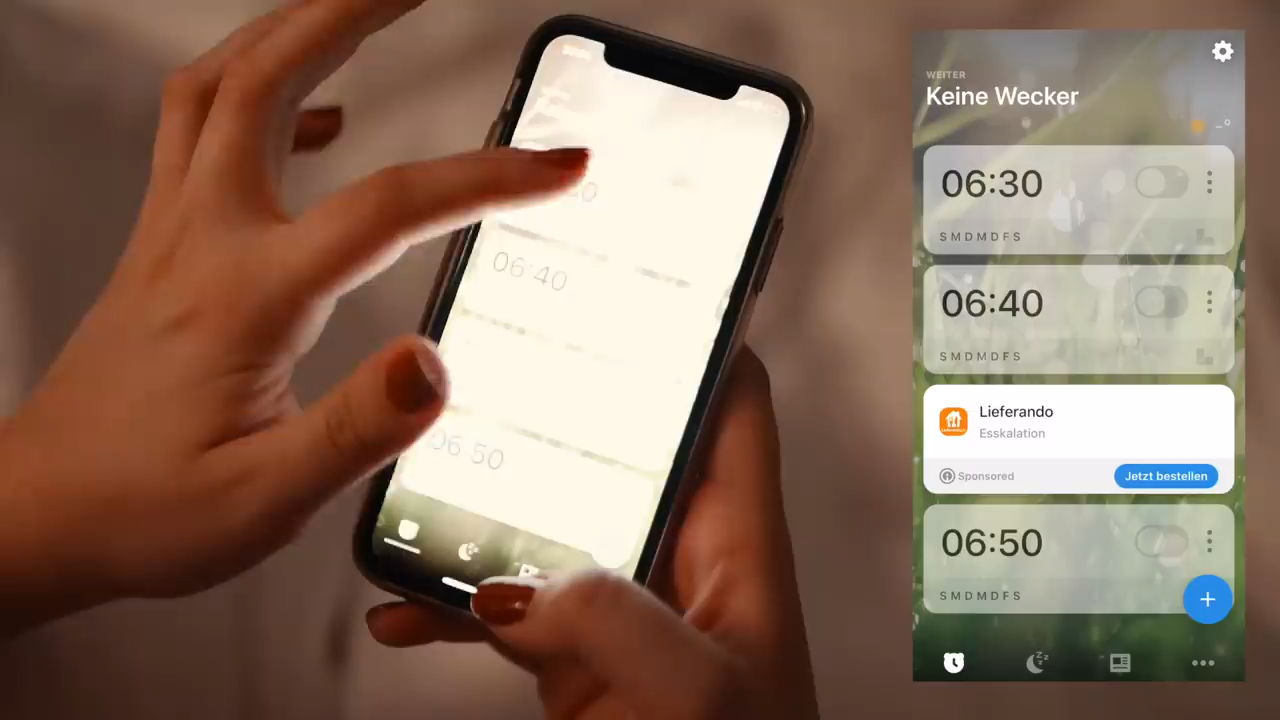 06:40
06 50
WEITER
Keine Wecker
06:30
S M D M D F S
06:40
S M D M D F S
Lieferando
Esskalation
Sponsored
Jetzt bestellen
06:50
S M D M D F S